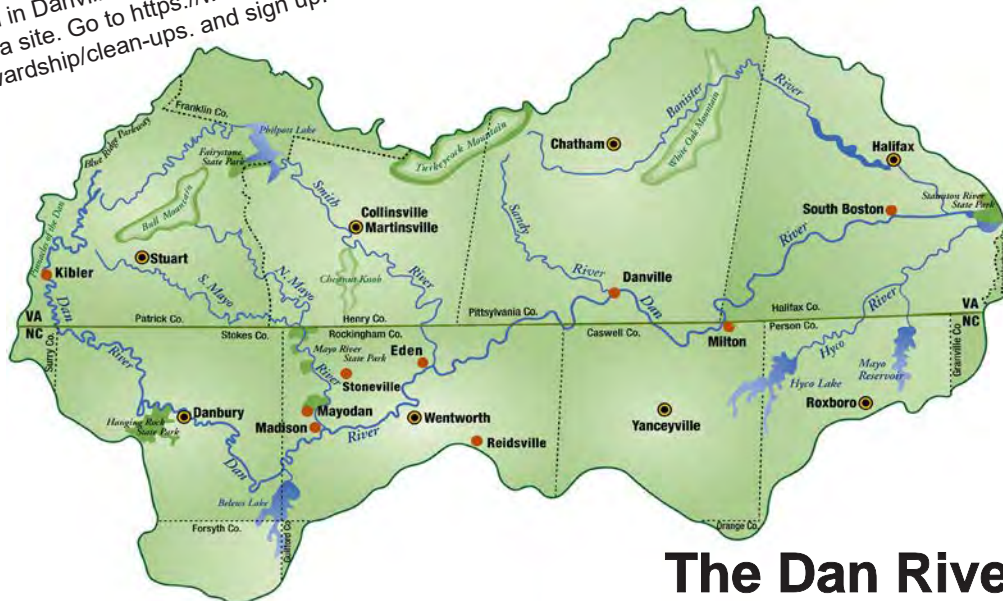 in Danvill
a site. Go to https://w
wardship/clean-ups. and sign up.
Franklin Co.
Blue Ridge Parkway
Philpott Lake
Fairystone
State Park
Turkeycock Mountain
Chatham
Banister
River
White Oak Mountain
Halifax
Smith
Bull Mountain
Collinsville
Martinsville
Sandy
South Boston
Staunton River
State Park
Pinnacles of the Dan
Stuart
Kibler
Chestnut Knob
River
River
Danville
River
Dan
S. Mayo
N. Mayo
River
Dan
VA
NC
Patrick Co.
Stokes Co.
Henry Co.
Rockingham Co.
Pittsylvania Co.
Caswell Co.
Halifax Co.
Person Co.
VA
NC
Surry Co.
River
Mayo River
State Park
Eden
Milton
Hyco
Granville Co
Stoneville
River
Hyco Lake
Mayo
Reservoir
Danbury
Hanging Rock
State Park
Mayodan
Madison
River
Wentworth
Yanceyville
Roxboro
Reidsville
Dan
Belews Lake
Forsyth Co.
Guilford Co.
Orange Co.
The Dan Rive